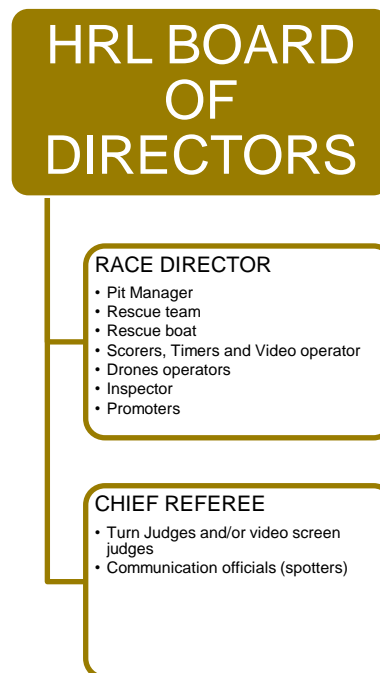 HRL BOARD
OF
DIRECTORS
RACE DIRECTOR
• Pit Manager
• Rescue team
• Rescue boat
• Scorers, Timers and Video operator
• Drones operators
• Inspector
• Promoters
CHIEF REFEREE
• Turn Judges and/or video screen
judges
• Communication officials (spotters)